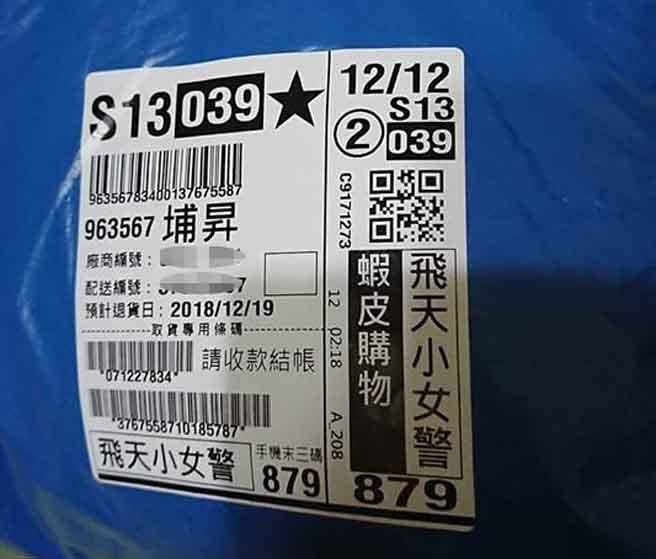 S13 039 ★
96356783400137675587
963567 埔昇
廠商編號：
配送編號：
預計退貨日：2018/12/19
取貨專用條碼
請收款結帳
*071227834*
*3767558710185787*
飛天小女警
手機末三碼
879
12/12
S13
② 039
C9171273
蝦皮購物
飛天小女警
12 02:18 A_208
879